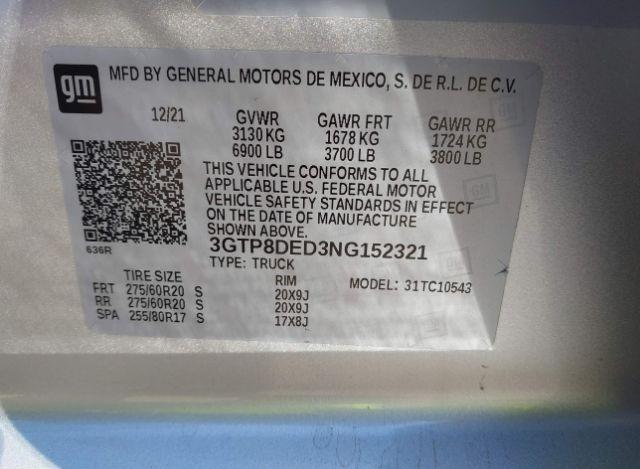 gm MFD BY GENERAL MOTORS DE MEXICO, S. DE R.L. DE C.V.
12/21 GVWR GAWR FRT GAWR RR
3130 KG 1678 KG 1724 KG
6900 LB 3700 LB 3800 LB
THIS VEHICLE CONFORMS TO ALL
APPLICABLE U.S. FEDERAL MOTOR
VEHICLE SAFETY STANDARDS IN EFFECT
ON THE DATE OF MANUFACTURE
SHOWN ABOVE.
636R
3GTP8DED3NG152321
TYPE: TRUCK
TIRE SIZE RIM MODEL: 31TC10543
FRT 275/60R20 S 20X9J
RR 275/60R20 S 20X9J
SPA 255/80R17 S 17X8J